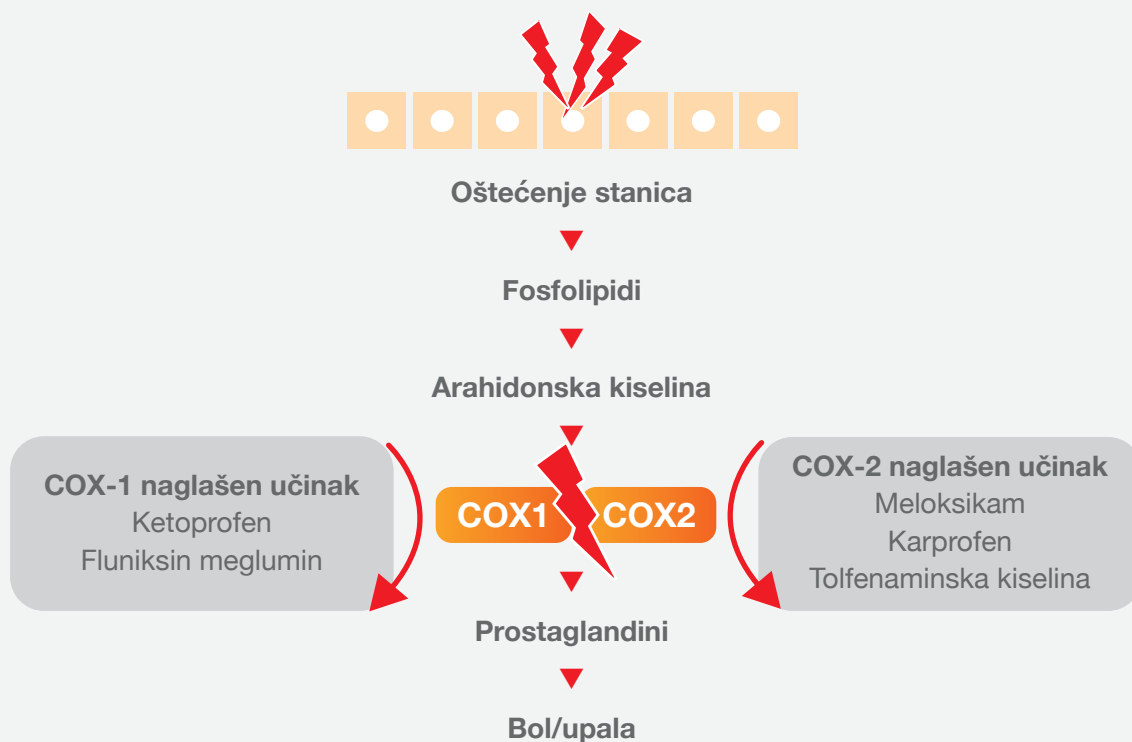 Oštećenje stanica
Fosfolipidi
Arahidonska kiselina
COX-1 naglašen učinak
Ketoprofen
Fluniksin meglumin
COX1
COX2
COX-2 naglašen učinak
Meloksikam
Karprofen
Tolfenaminska kiselina
Prostaglandini
Bol/upala